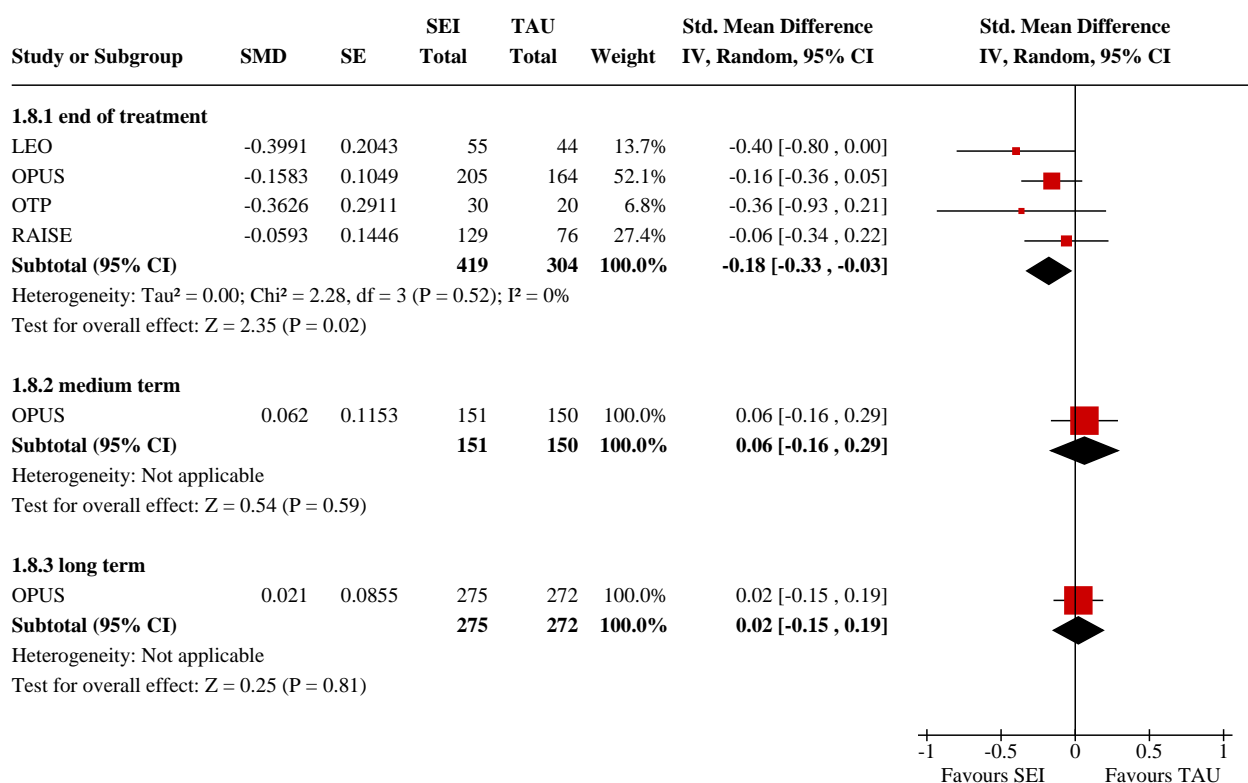 SEI TAU Std. Mean Difference Std. Mean Difference
Study or Subgroup SMD SE Total Total Weight IV, Random, 95% CI IV, Random, 95% CI
1.8.1 end of treatment
LEO -0.3991 0.2043 55 44 13.7% -0.40 [-0.80 , 0.00]
OPUS -0.1583 0.1049 205 164 52.1% -0.16 [-0.36 , 0.05]
OTP -0.3626 0.2911 30 20 6.8% -0.36 [-0.93 , 0.21]
RAISE -0.0593 0.1446 129 76 27.4% -0.06 [-0.34 , 0.22]
Subtotal (95% CI) 419 304 100.0% -0.18 [-0.33 , -0.03]
Heterogeneity: Tau² = 0.00; Chi² = 2.28, df = 3 (P = 0.52); I² = 0%
Test for overall effect: Z = 2.35 (P = 0.02)
1.8.2 medium term
OPUS 0.062 0.1153 151 150 100.0% 0.06 [-0.16 , 0.29]
Subtotal (95% CI) 151 150 100.0% 0.06 [-0.16 , 0.29]
Heterogeneity: Not applicable
Test for overall effect: Z = 0.54 (P = 0.59)
1.8.3 long term
OPUS 0.021 0.0855 275 272 100.0% 0.02 [-0.15 , 0.19]
Subtotal (95% CI) 275 272 100.0% 0.02 [-0.15 , 0.19]
Heterogeneity: Not applicable
Test for overall effect: Z = 0.25 (P = 0.81)
-1 -0.5 0 0.5 1
Favours SEI Favours TAU